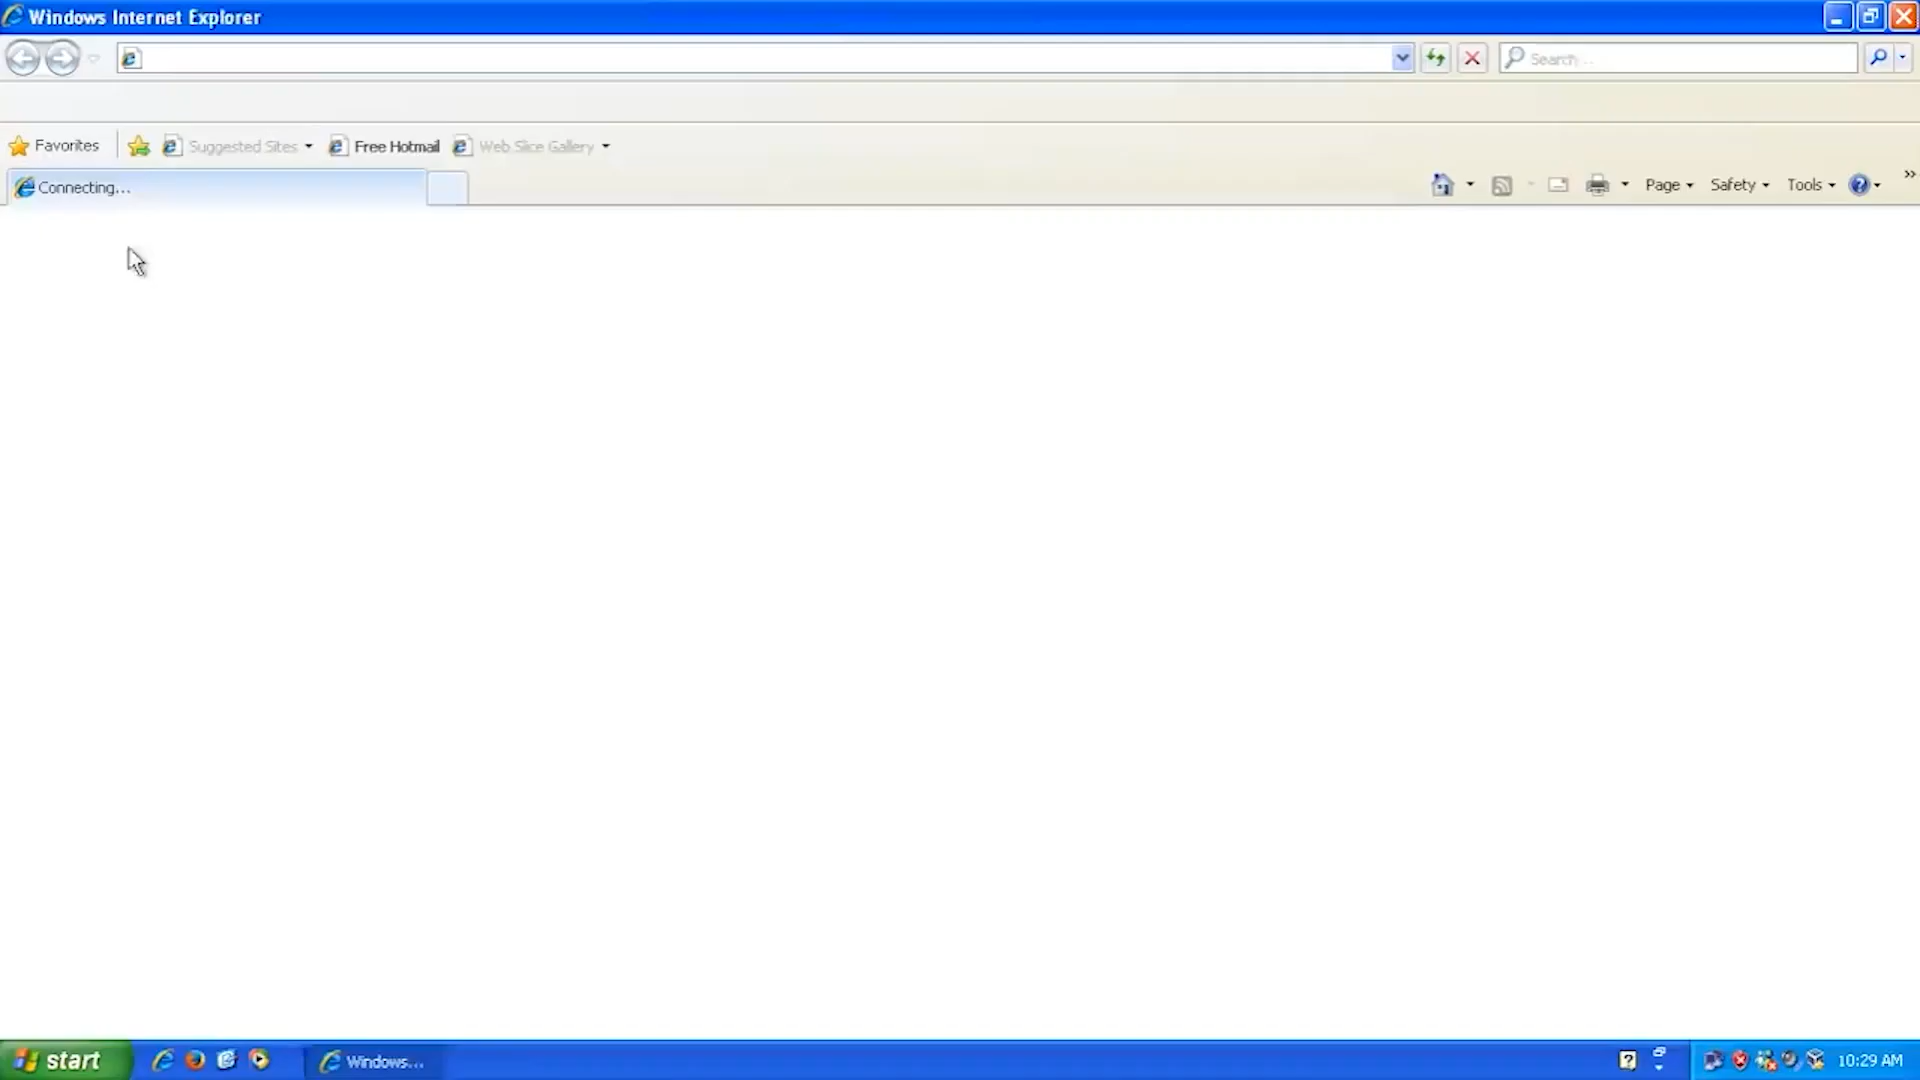 Windows Internet Explorer
Search...
Favorites
Suggested Sites
Free Hotmail
Web Slice Gallery
Connecting...
Page
Safety
Tools
»
start
Windows...
10:29 AM